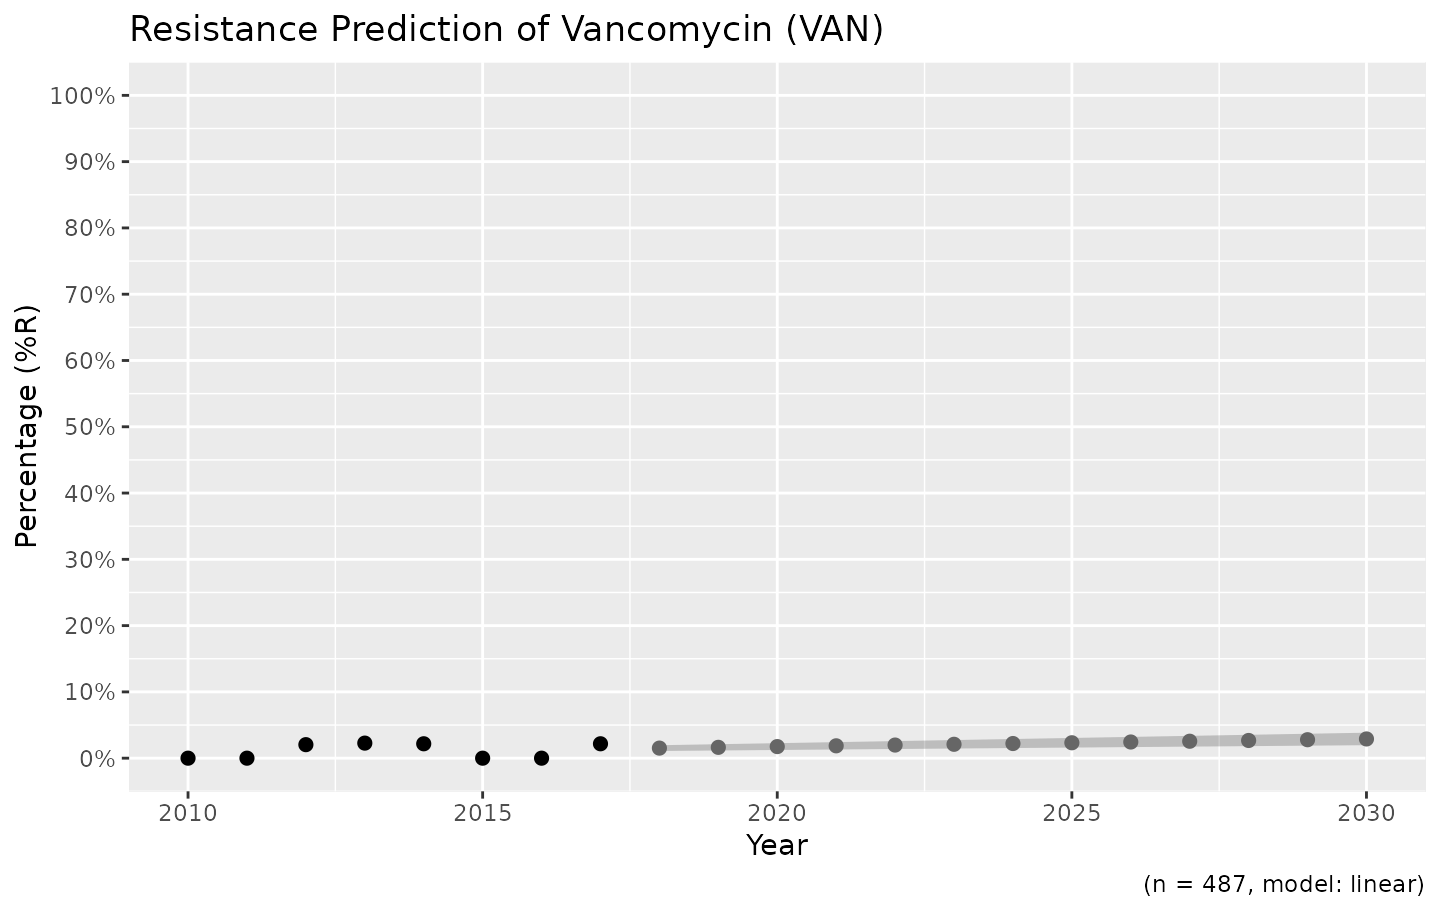 Resistance Prediction of Vancomycin (VAN)
Percentage (%R)
100%
90%
80%
70%
60%
50%
40%
30%
20%
10%
0%
2010 2015 2020 2025 2030
Year
(n = 487, model: linear)